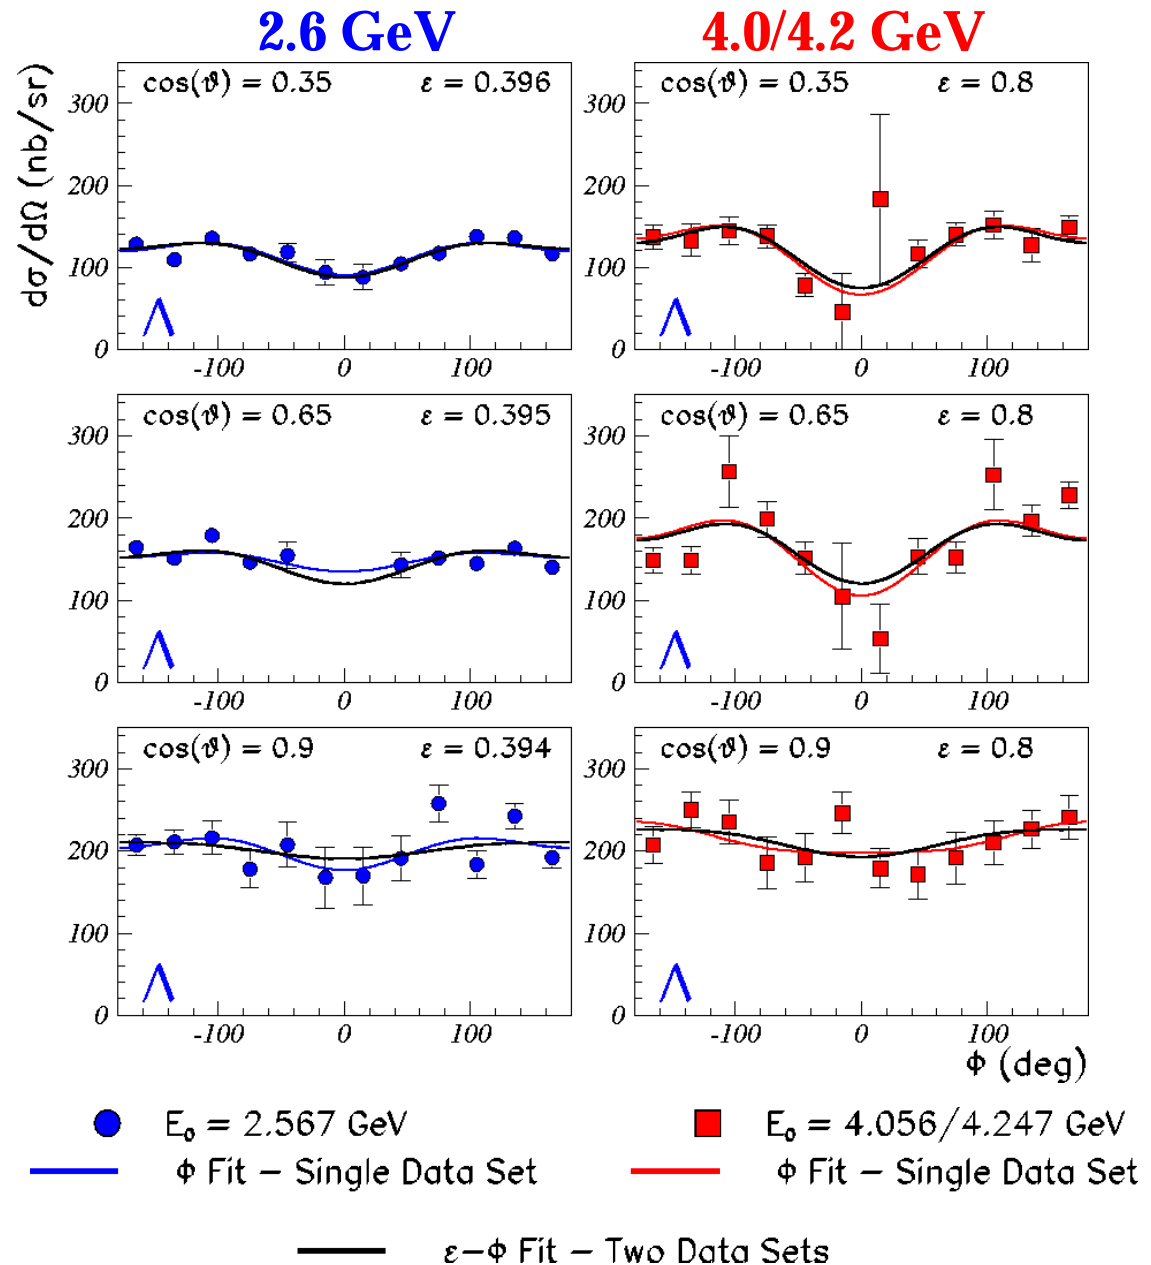 2.6 GeV 4.0/4.2 GeV
dσ/dΩ (nb/sr)
cos(ϑ) = 0.35 ε = 0.396
300
200
100
0
-100 0 100
Λ
cos(ϑ) = 0.35 ε = 0.8
300
200
100
0
-100 0 100
Λ
cos(ϑ) = 0.65 ε = 0.395
300
200
100
0
-100 0 100
Λ
cos(ϑ) = 0.65 ε = 0.8
300
200
100
0
-100 0 100
Λ
cos(ϑ) = 0.9 ε = 0.394
300
200
100
0
-100 0 100
Λ
cos(ϑ) = 0.9 ε = 0.8
300
200
100
0
-100 0 100
Λ
Φ (deg)
E₀ = 2.567 GeV E₀ = 4.056/4.247 GeV
Φ Fit – Single Data Set Φ Fit – Single Data Set
ε–Φ Fit – Two Data Sets